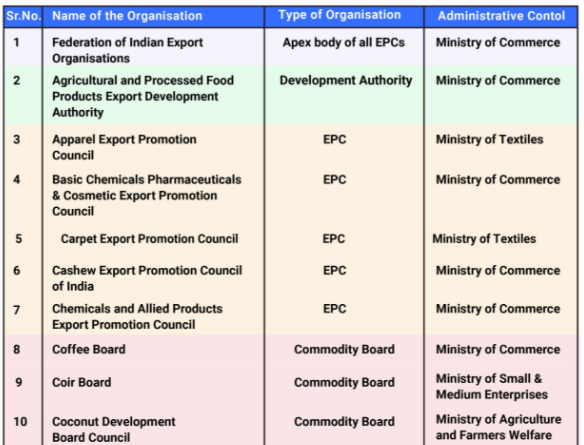 Sr.No. Name of the Organisation Type of Organisation Administrative Contol
1 Federation of Indian Export Organisations Apex body of all EPCs Ministry of Commerce
2 Agricultural and Processed Food Products Export Development Authority Development Authority Ministry of Commerce
3 Apparel Export Promotion Council EPC Ministry of Textiles
4 Basic Chemicals Pharmaceuticals & Cosmetic Export Promotion Council EPC Ministry of Commerce
5 Carpet Export Promotion Council EPC Ministry of Textiles
6 Cashew Export Promotion Council of India EPC Ministry of Commerce
7 Chemicals and Allied Products Export Promotion Council EPC Ministry of Commerce
8 Coffee Board Commodity Board Ministry of Commerce
9 Coir Board Commodity Board Ministry of Small & Medium Enterprises
10 Coconut Development Board Council Commodity Board Ministry of Agriculture and Farmers Welfare